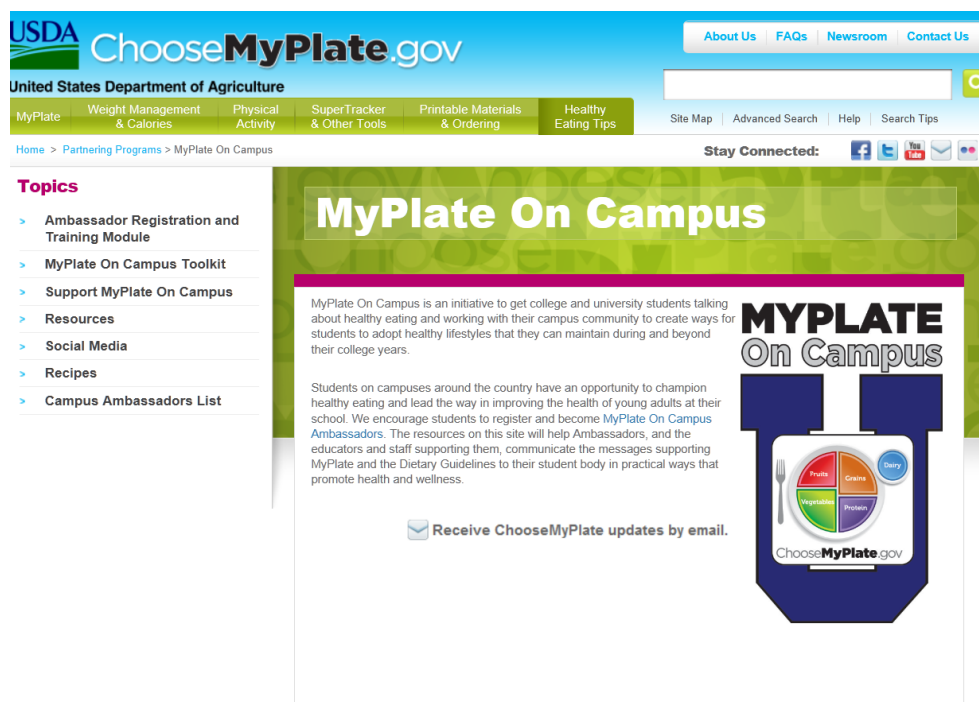 USDA
ChooseMyPlate.gov
United States Department of Agriculture
About Us
FAQs
Newsroom
Contact Us
MyPlate
Weight Management
& Calories
Physical
Activity
SuperTracker
& Other Tools
Printable Materials
& Ordering
Healthy
Eating Tips
Site Map
Advanced Search
Help
Search Tips
Home > Partnering Programs > MyPlate On Campus
Stay Connected:
You
Tube
Topics
> Ambassador Registration and
Training Module
> MyPlate On Campus Toolkit
> Support MyPlate On Campus
> Resources
> Social Media
> Recipes
> Campus Ambassadors List
MyPlate On Campus
MyPlate On Campus is an initiative to get college and university students talking
about healthy eating and working with their campus community to create ways for
students to adopt healthy lifestyles that they can maintain during and beyond
their college years.
Students on campuses around the country have an opportunity to champion
healthy eating and lead the way in improving the health of young adults at their
school. We encourage students to register and become MyPlate On Campus
Ambassadors. The resources on this site will help Ambassadors, and the
educators and staff supporting them, communicate the messages supporting
MyPlate and the Dietary Guidelines to their student body in practical ways that
promote health and wellness.
Receive ChooseMyPlate updates by email.
MYPLATE
On Campus
U
Fruits
Grains
Dairy
Vegetables
Protein
ChooseMyPlate.gov